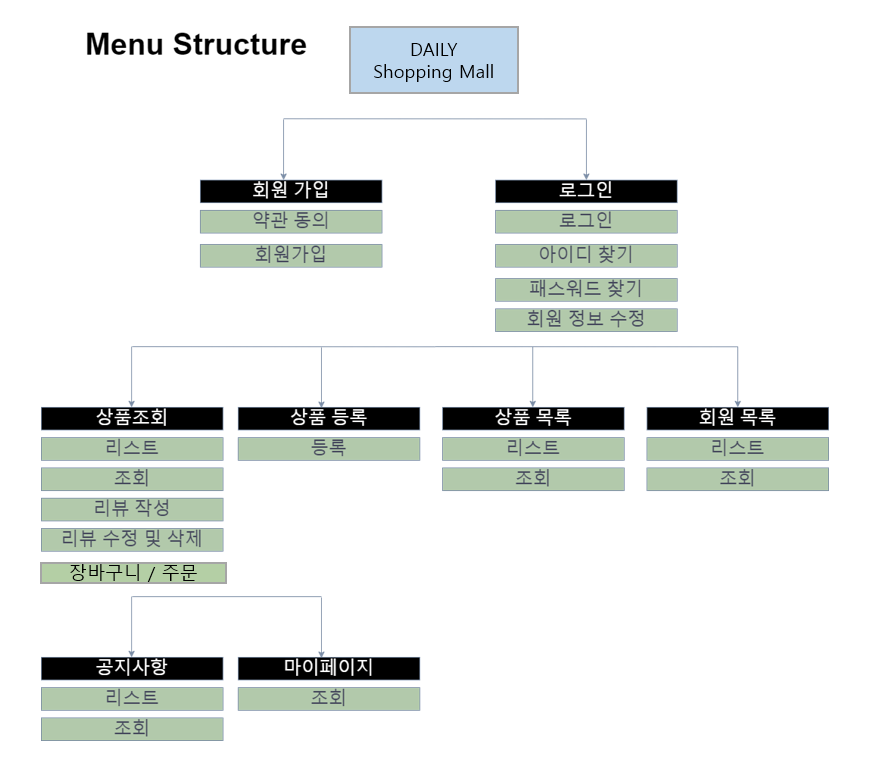 Menu Structure
DAILY
Shopping Mall
회원 가입
약관 동의
회원가입
로그인
로그인
아이디 찾기
패스워드 찾기
회원 정보 수정
상품조회
리스트
조회
리뷰 작성
리뷰 수정 및 삭제
장바구니 / 주문
상품 등록
등록
상품 목록
리스트
조회
회원 목록
리스트
조회
공지사항
리스트
조회
마이페이지
조회